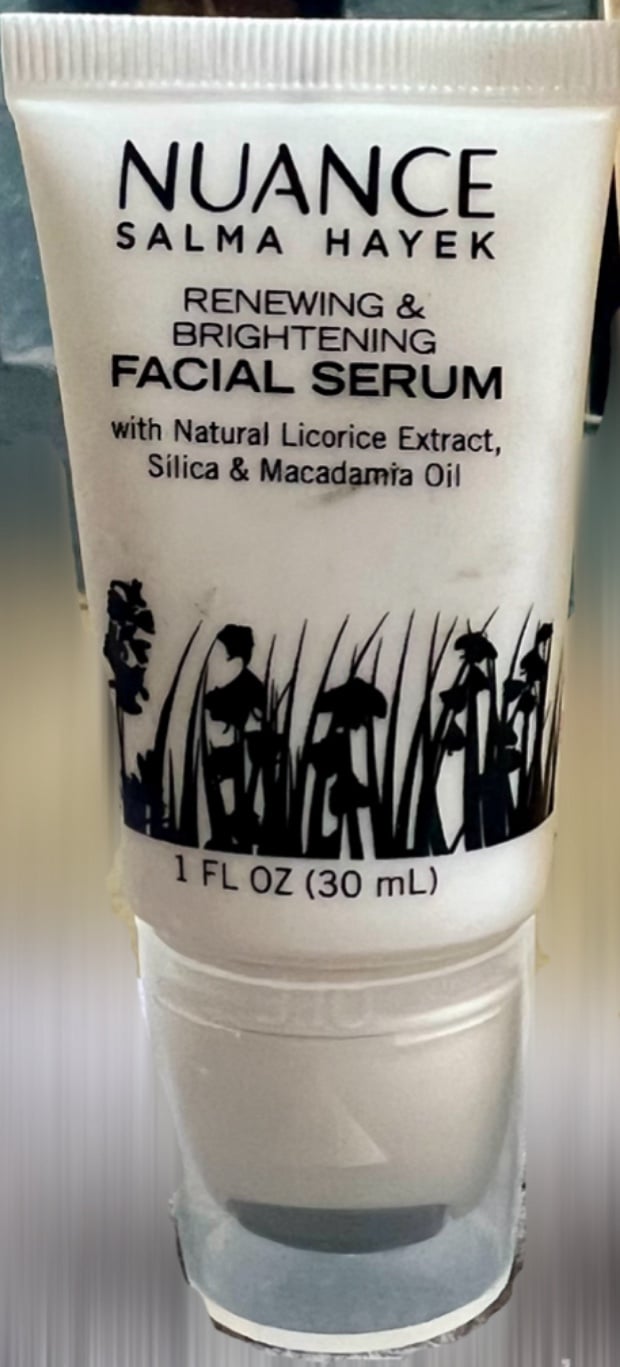 NUANCE
SALMA HAYEK
RENEWING &
BRIGHTENING
FACIAL SERUM
with Natural Licorice Extract,
Silica & Macadamia Oil
1 FL OZ (30 mL)